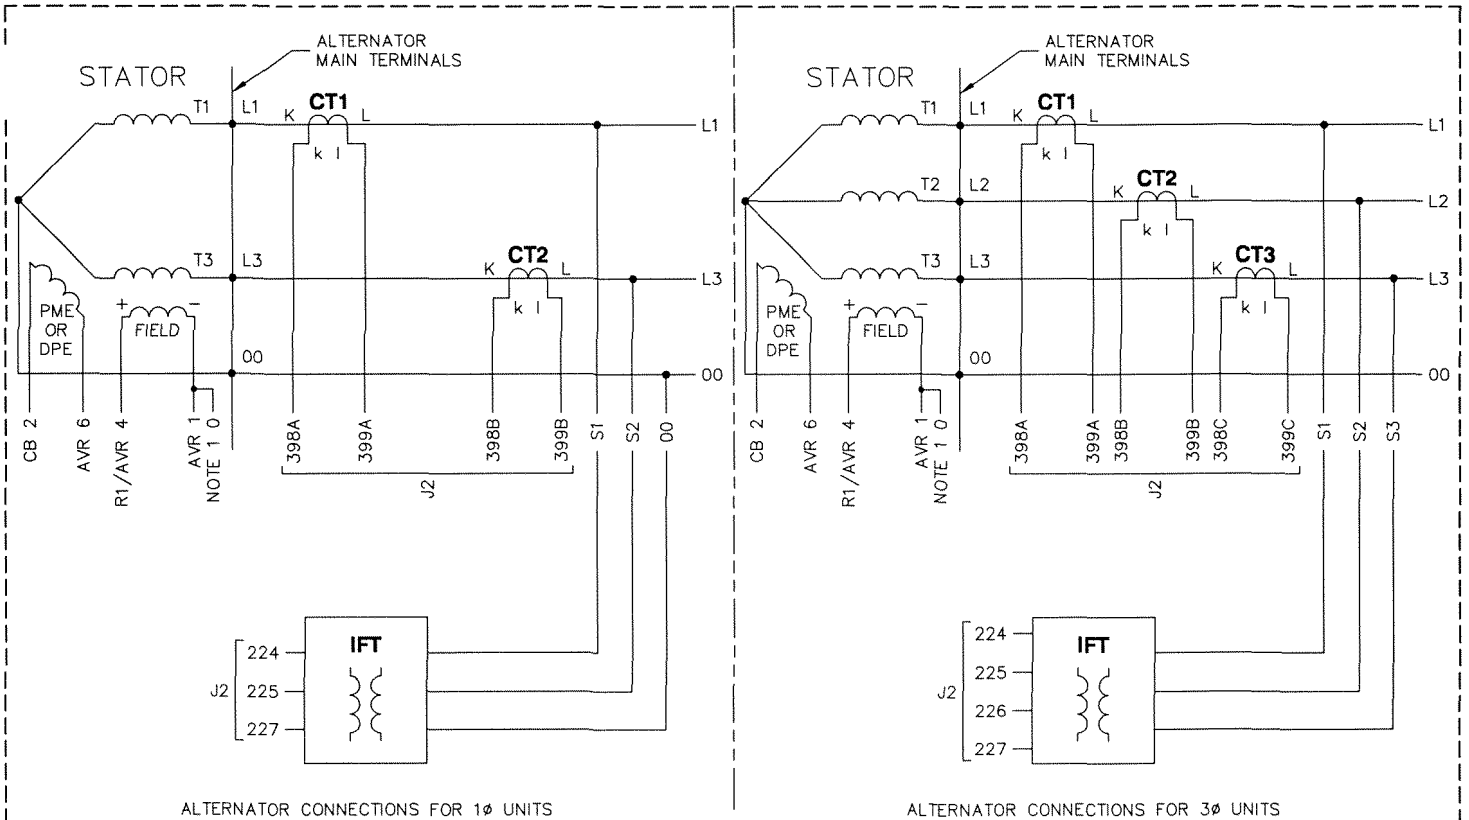 ALTERNATOR
MAIN TERMINALS
STATOR
T1
L1
K
CT1
L
k l
L1
T3
L3
K
CT2
L
k l
L3
PME
OR
DPE
+
−
FIELD
00
00
CB 2
AVR 6
R1/AVR 4
AVR 1
NOTE 1 0
398A
399A
398B
399B
S1
S2
00
J2
IFT
J2
224
225
227
ALTERNATOR CONNECTIONS FOR 1ø UNITS
ALTERNATOR
MAIN TERMINALS
STATOR
T1
L1
K
CT1
L
k l
L1
T2
L2
K
CT2
L
k l
L2
T3
L3
K
CT3
L
k l
L3
PME
OR
DPE
+
−
FIELD
00
00
CB 2
AVR 6
R1/AVR 4
AVR 1
NOTE 1 0
398A
399A
398B
399B
398C
399C
S1
S2
S3
J2
IFT
J2
224
225
226
227
ALTERNATOR CONNECTIONS FOR 3ø UNITS